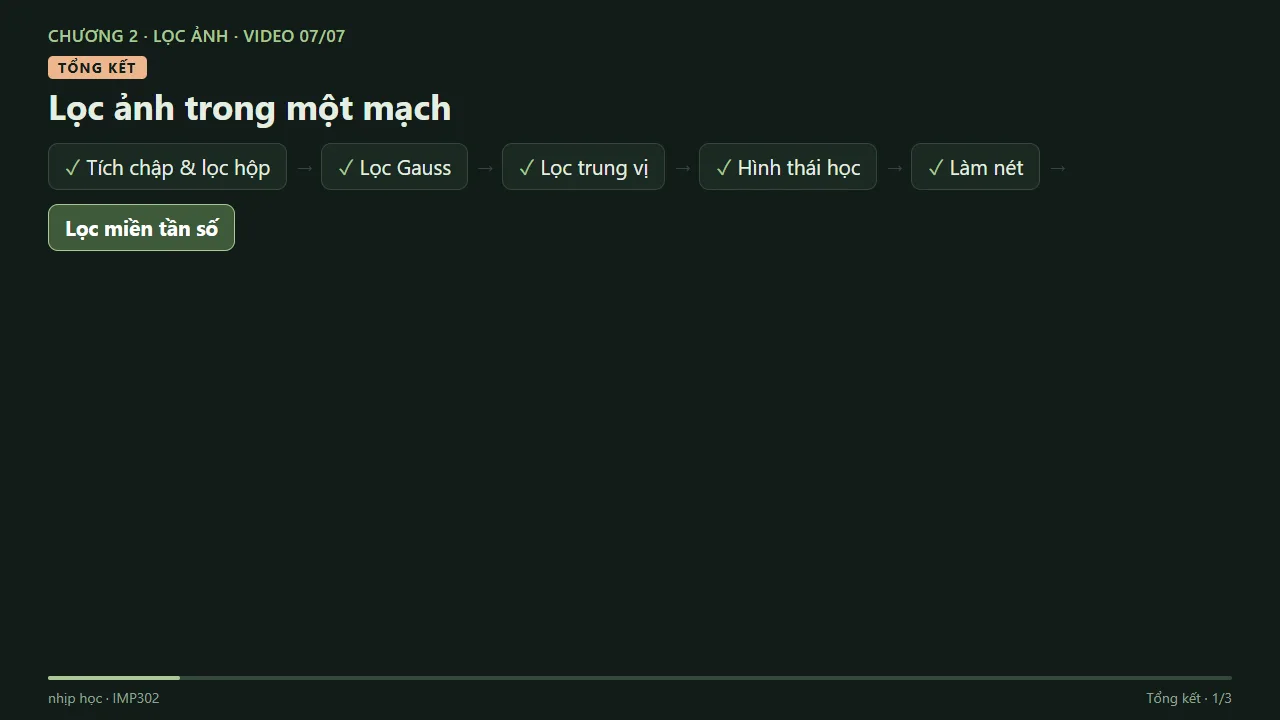 CHƯƠNG 2 · LỌC ẢNH · VIDEO 07/07
TỔNG KẾT
Lọc ảnh trong một mạch
✓ Tích chập & lọc hộp → ✓ Lọc Gauss → ✓ Lọc trung vị → ✓ Hình thái học → ✓ Làm nét →
Lọc miền tần số
nhịp học · IMP302
Tổng kết · 1/3